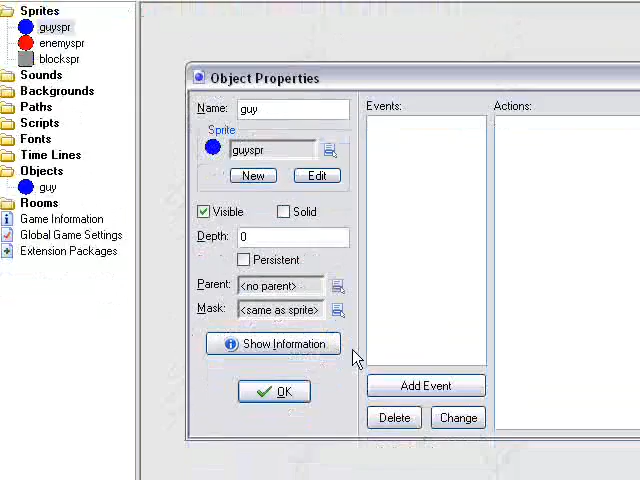 Sprites
guyspr
enemyspr
blockspr
Sounds
Backgrounds
Paths
Scripts
Fonts
Time Lines
Objects
guy
Rooms
Game Information
Global Game Settings
Extension Packages
Object Properties
Name: guy
Sprite
guyspr
New Edit
Visible Solid
Depth: 0
Persistent
Parent: <no parent>
Mask: <same as sprite>
Show Information
OK
Events:
Add Event
Delete Change
Actions: